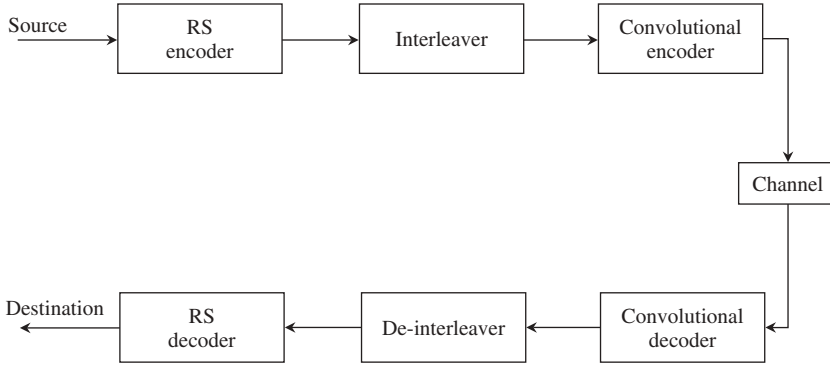 Source
RS
encoder
Interleaver
Convolutional
encoder
Channel
Destination
RS
decoder
De-interleaver
Convolutional
decoder